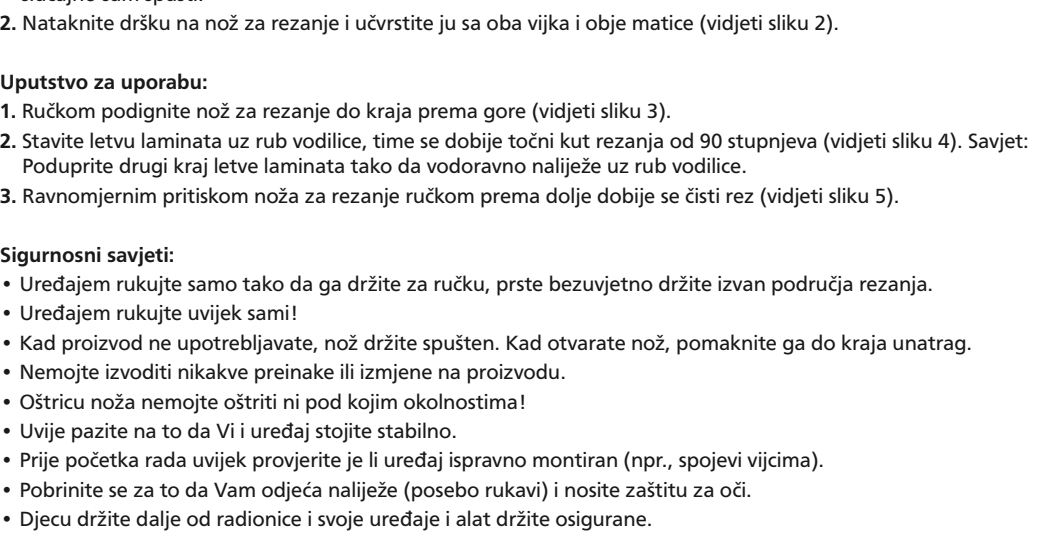 2. Nataknite dršku na nož za rezanje i učvrstite ju sa oba vijka i obje matice (vidjeti sliku 2).
Uputstvo za uporabu:
1. Ručkom podignite nož za rezanje do kraja prema gore (vidjeti sliku 3).
2. Stavite letvu laminata uz rub vodilice, time se dobije točni kut rezanja od 90 stupnjeva (vidjeti sliku 4). Savjet:
Poduprite drugi kraj letve laminata tako da vodoravno naliježe uz rub vodilice.
3. Ravnomjernim pritiskom noža za rezanje ručkom prema dolje dobije se čisti rez (vidjeti sliku 5).
Sigurnosni savjeti:
• Uređajem rukujte samo tako da ga držite za ručku, prste bezuvjetno držite izvan područja rezanja.
• Uređajem rukujte uvijek sami!
• Kad proizvod ne upotrebljavate, nož držite spušten. Kad otvarate nož, pomaknite ga do kraja unatrag.
• Nemojte izvoditi nikakve preinake ili izmjene na proizvodu.
• Oštricu noža nemojte oštriti ni pod kojim okolnostima!
• Uvije pazite na to da Vi i uređaj stojite stabilno.
• Prije početka rada uvijek provjerite je li uređaj ispravno montiran (npr., spojevi vijcima).
• Pobrinite se za to da Vam odjeća naliježe (posebo rukavi) i nosite zaštitu za oči.
• Djecu držite dalje od radionice i svoje uređaje i alat držite osigurane.